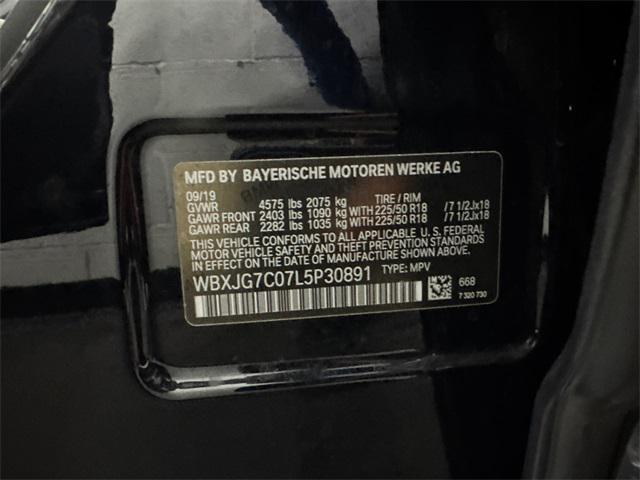 MFD BY BAYERISCHE MOTOREN WERKE AG
09/19
GVWR 4575 lbs 2075 kg TIRE / RIM
GAWR FRONT 2403 lbs 1090 kg WITH 225/50 R18 /7 1/2Jx18
GAWR REAR 2282 lbs 1035 kg WITH 225/50 R18 /7 1/2Jx18
THIS VEHICLE CONFORMS TO ALL APPLICABLE U. S. FEDERAL
MOTOR VEHICLE SAFETY AND THEFT PREVENTION STANDARDS
IN EFFECT ON THE DATE OF MANUFACTURE SHOWN ABOVE.
WBXJG7C07L5P30891 TYPE: MPV
668
7 320 730